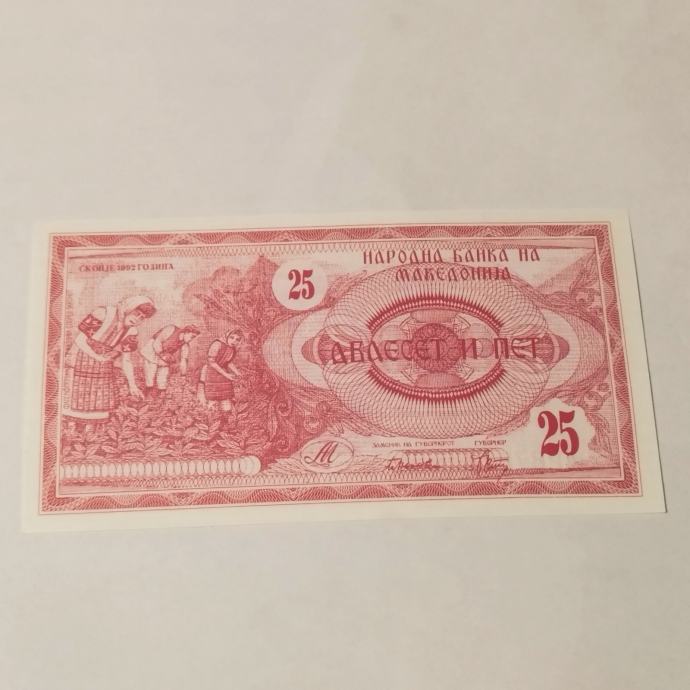 СКОПЈЕ 1992 ГОДИНА
25
НАРОДНА БАНКА НА
МАКЕДОНИЈА
ДВАЕСЕТ И ПЕТ
25
М
ЗАМЕНИК НА ГУВЕРНЕРОТ ГУВЕРНЕР